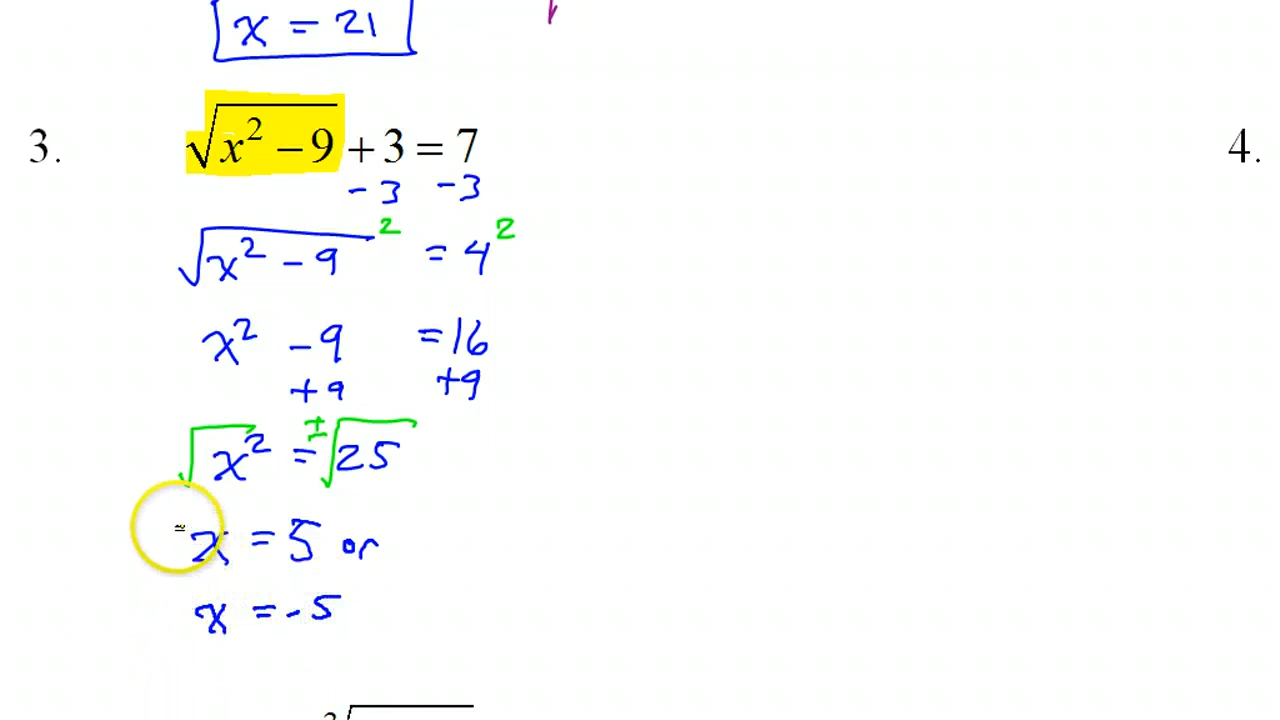 x = 21
3. √x² − 9 + 3 = 7 4.
− 3 − 3
√x² − 9 ² = 4²
x² − 9 = 16
+ 9 + 9
√x² = ±√25
x = 5 or
x = − 5
3√